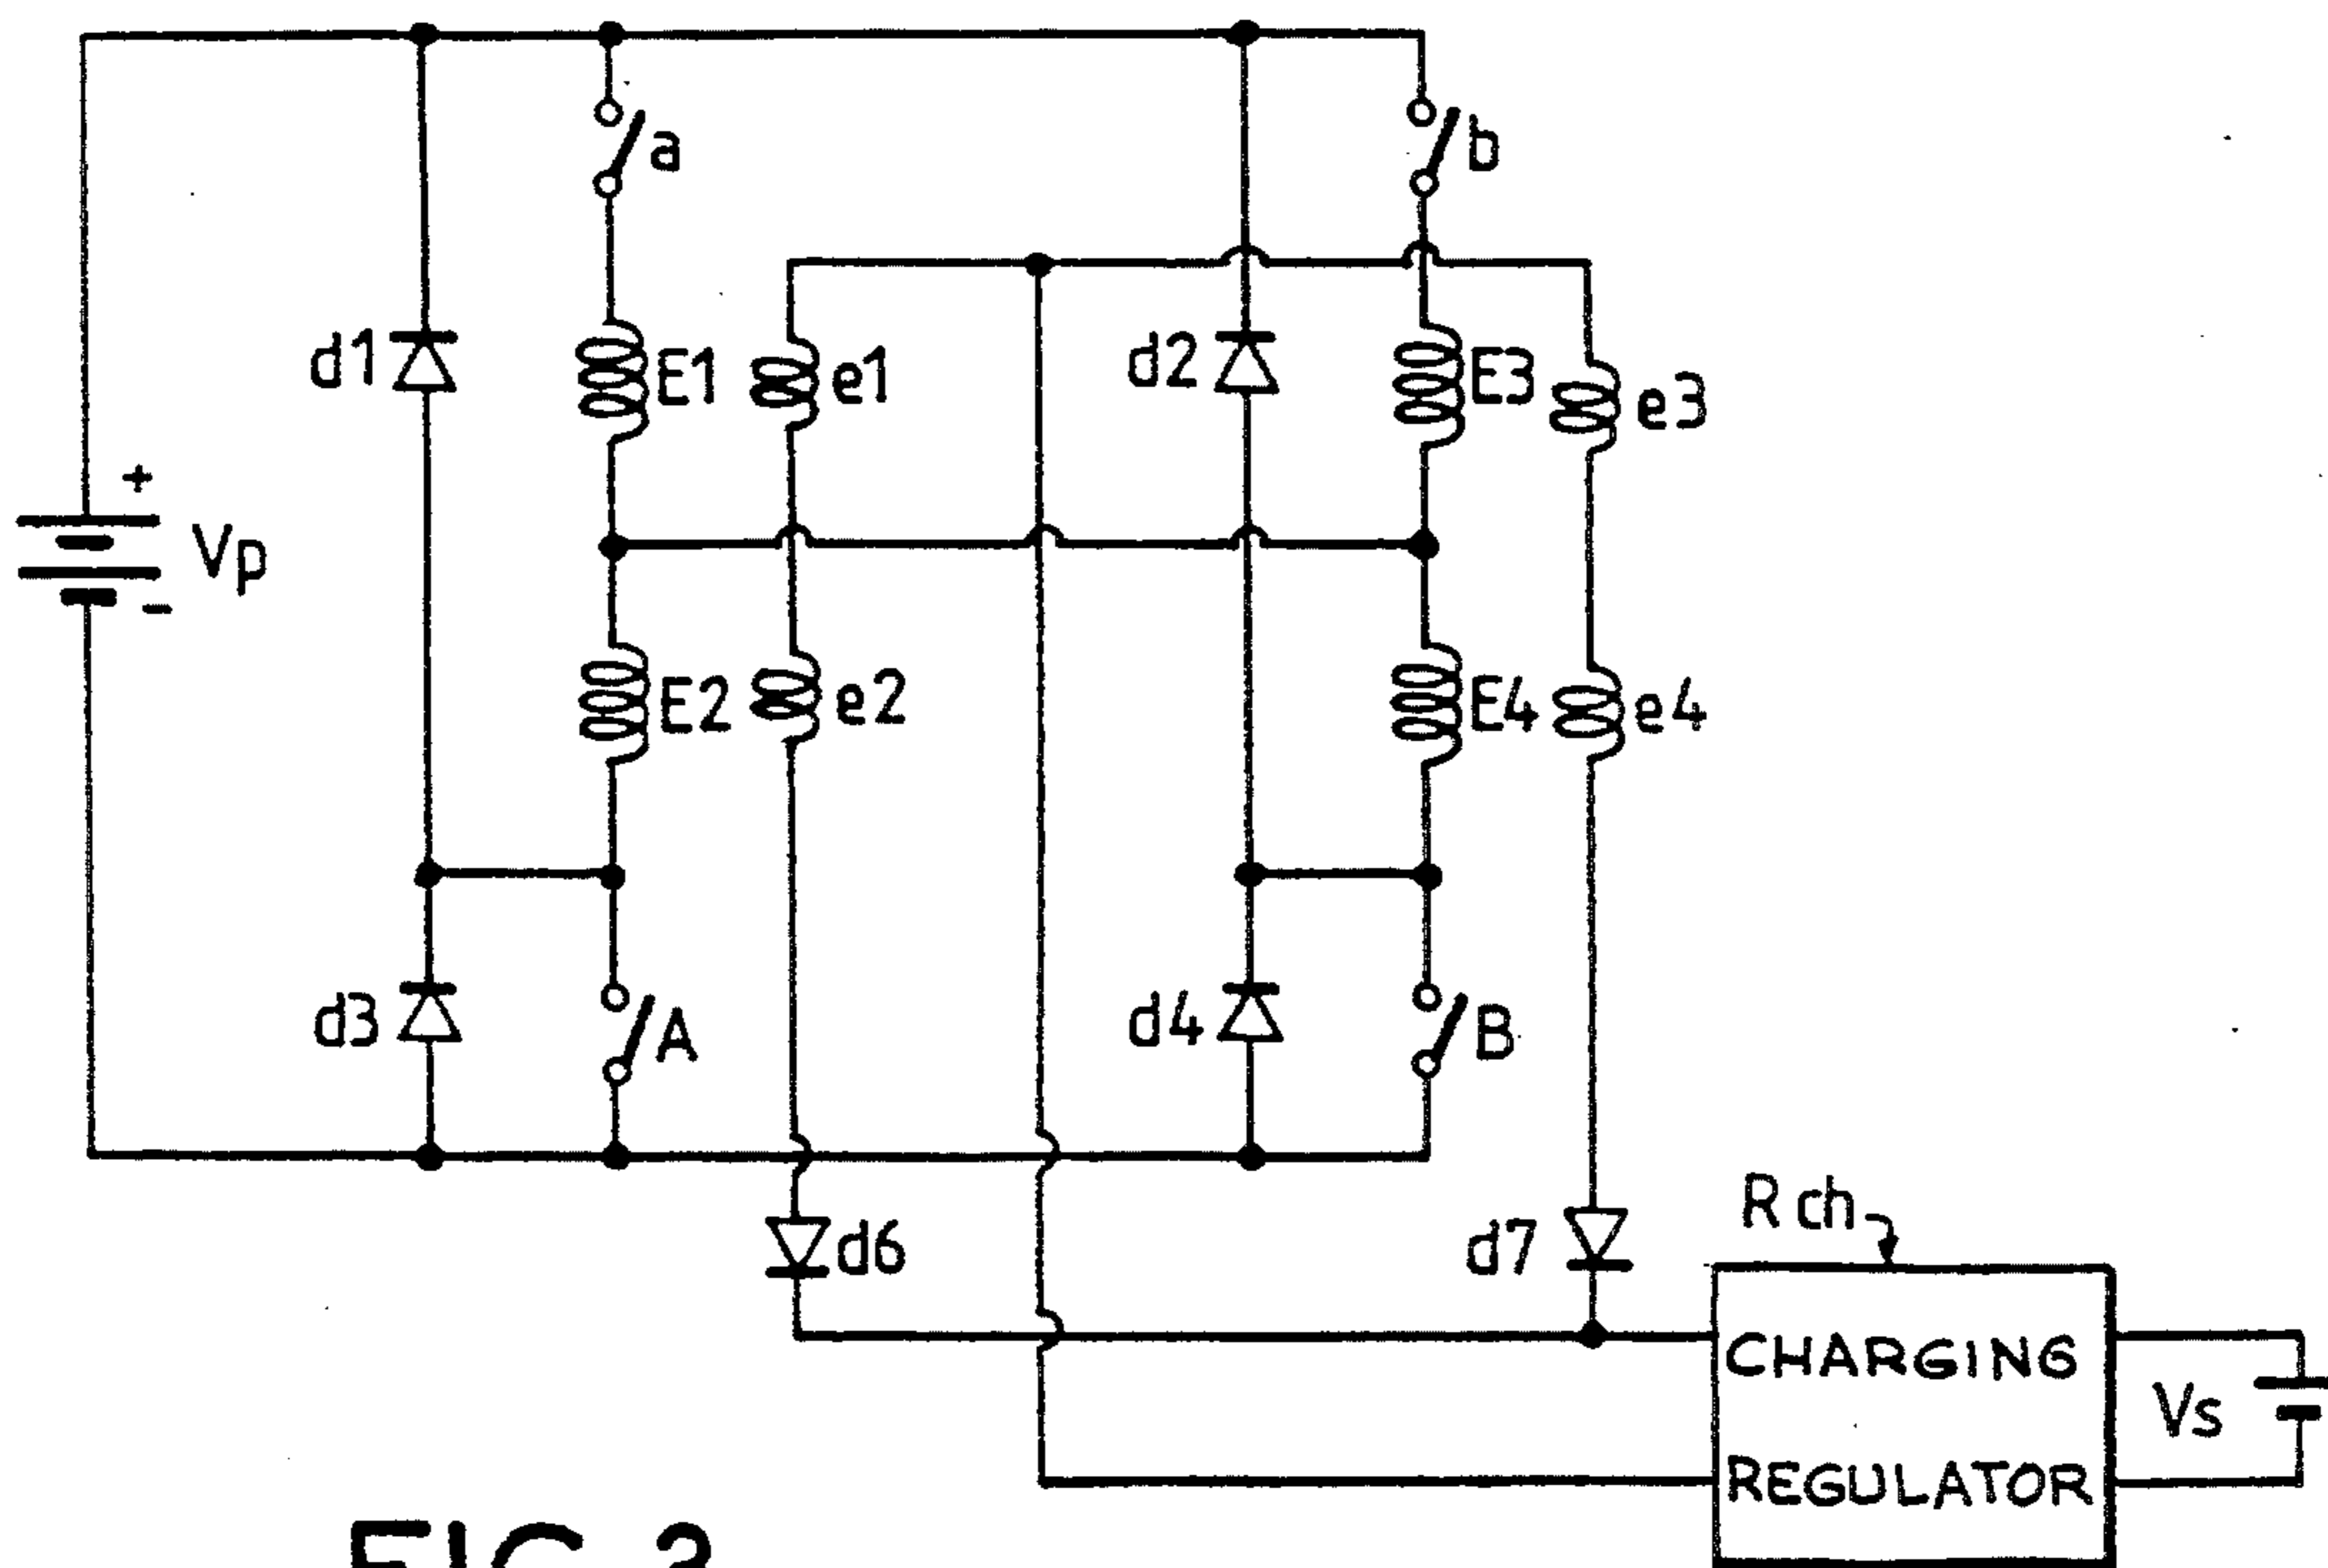 a
b
d1
E1
e1
d2
E3
e3
+
Vp
-
E2
e2
E4
e4
d3
A
d4
B
R ch
d6
d7
CHARGING
REGULATOR
Vs